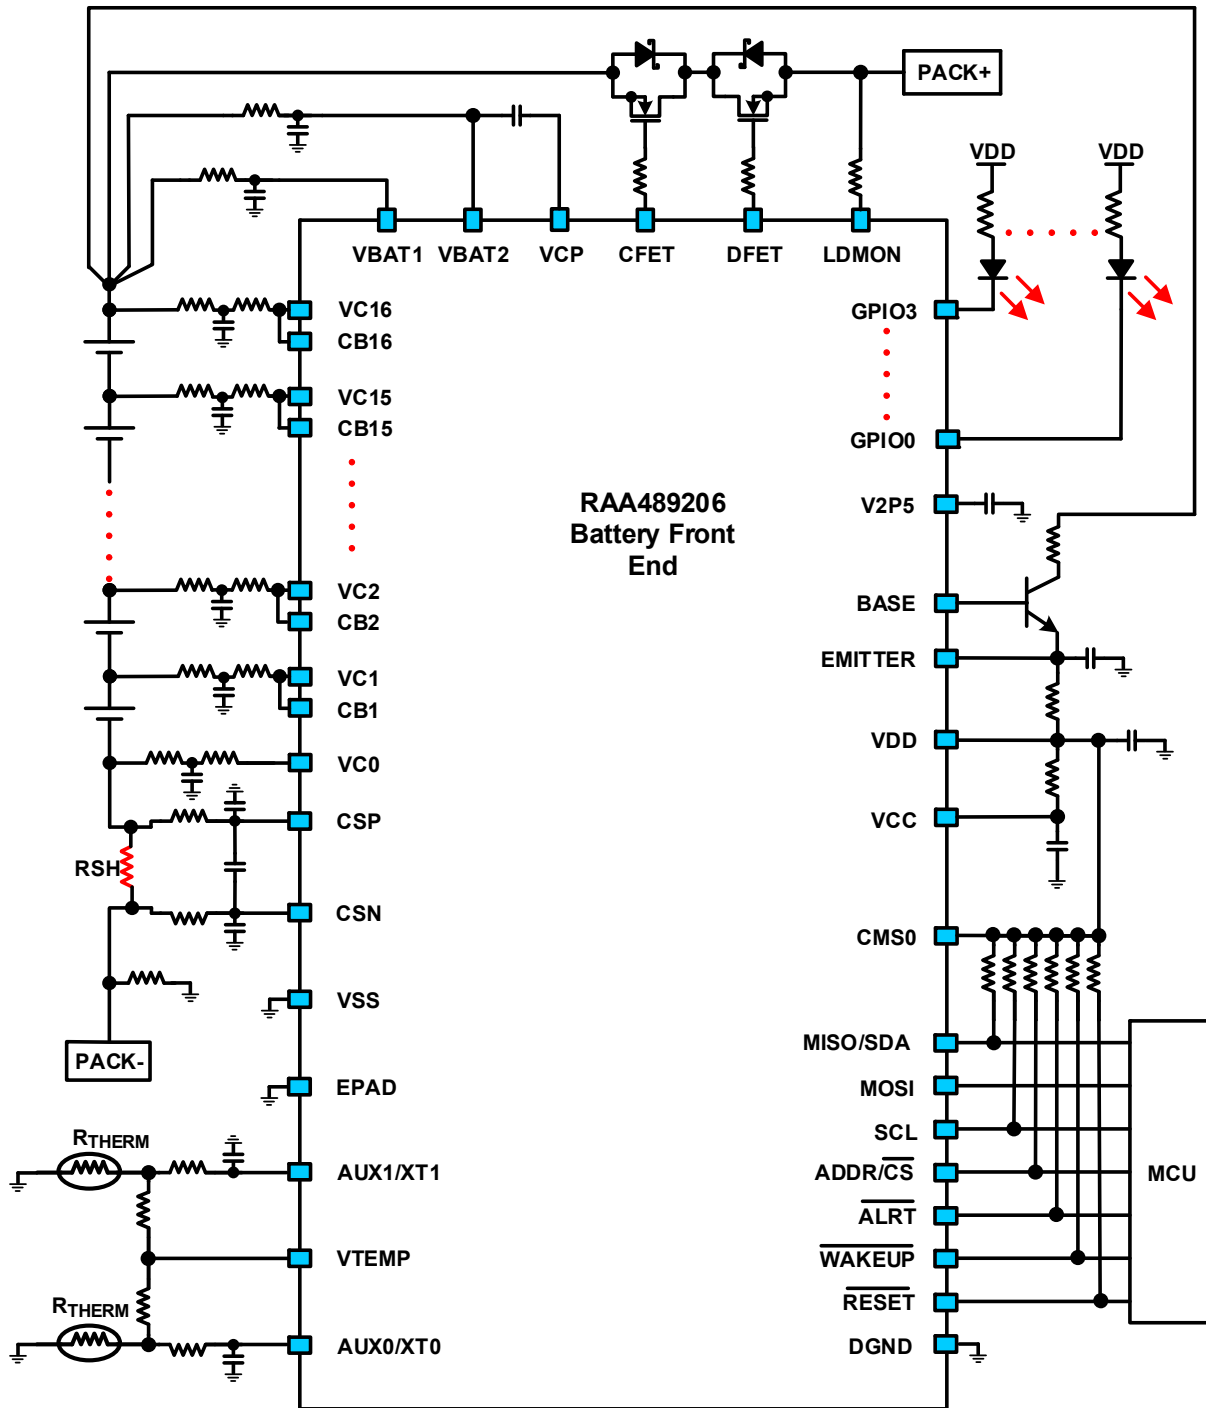 PACK+
VDD
VDD
VBAT1
VBAT2
VCP
CFET
DFET
LDMON
VC16
CB16
VC15
CB15
GPIO3
GPIO0
RAA489206
Battery Front
End
V2P5
VC2
CB2
BASE
VC1
CB1
EMITTER
VC0
VDD
CSP
VCC
RSH
CSN
CMS0
VSS
PACK-
EPAD
MISO/SDA
MOSI
SCL
RTHERM
AUX1/XT1
ADDR/CS
MCU
ALRT
VTEMP
WAKEUP
RTHERM
RESET
AUX0/XT0
DGND